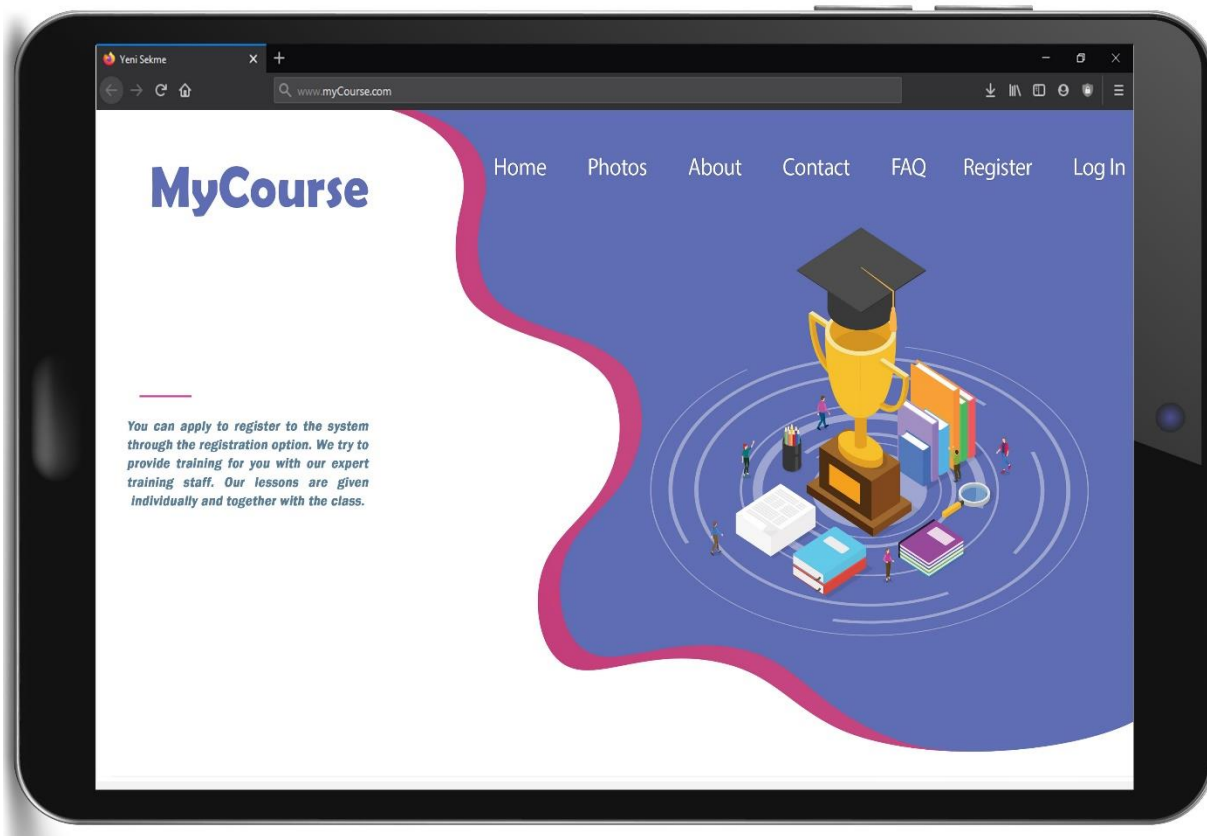 Yeni Sekme
www.myCourse.com
MyCourse
Home Photos About Contact FAQ Register Log In
You can apply to register to the system
through the registration option. We try to
provide training for you with our expert
training staff. Our lessons are given
individually and together with the class.